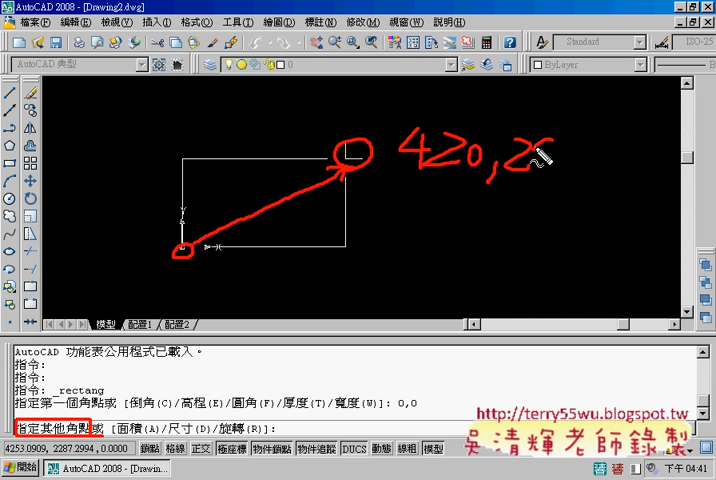 AutoCAD 2008 - [Drawing2.dwg]
檔案(F) 編輯(E) 檢視(V) 插入(I) 格式(O) 工具(T) 繪圖(D) 標註(N) 修改(M) 視窗(W) 說明(H)
Standard ISO-25
AutoCAD 典型 0 ByLayer
420,28
模型 配置1 配置2
AutoCAD 功能表公用程式已載入。
指令:
指令:
指令: _rectang
指定第一個角點或 [倒角(C)/高程(E)/圓角(F)/厚度(T)/寬度(W)]: 0,0
指定其他角點或 [面積(A)/尺寸(D)/旋轉(R)]:
http://terry55wu.blogspot.tw
吳清輝老師錄製
4253.0909, 2287.2994, 0.0000 鎖點 格線 正交 極座標 物件鎖點 物件追蹤 DUCS 動態 線粗 模型
開始 AutoCAD 2008 - [Drawin... 下午 04:41